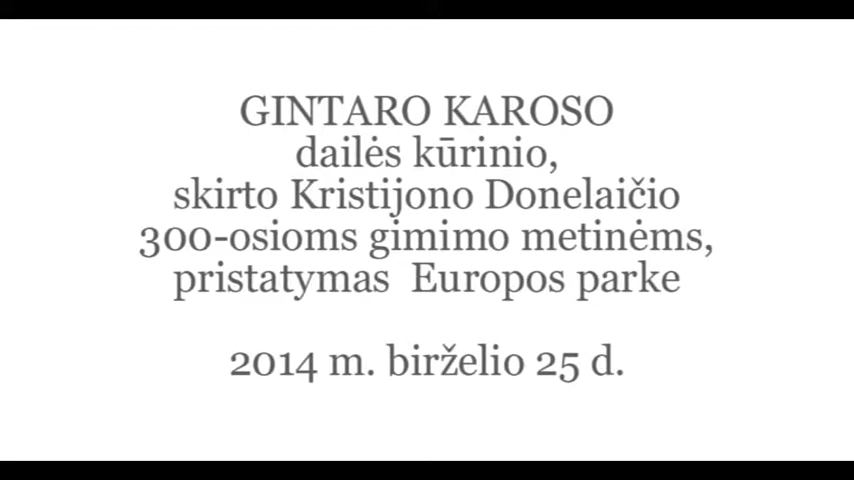 GINTARO KAROSO
dailės kūrinio,
skirto Kristijono Donelaičio
300-osioms gimimo metinėms,
pristatymas Europos parke
2014 m. birželio 25 d.